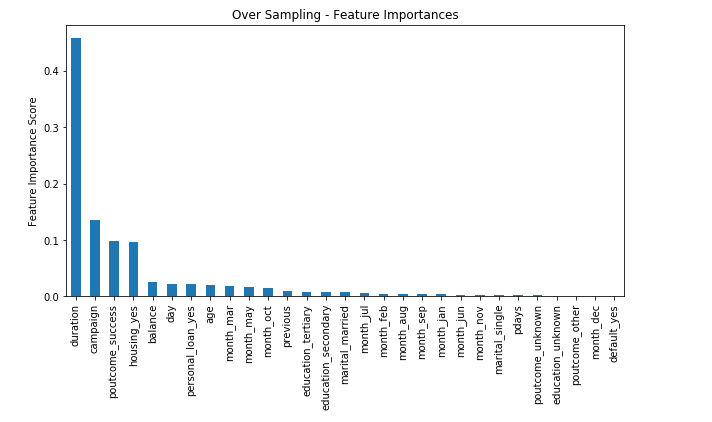 Over Sampling - Feature Importances
Feature Importance Score
0.4
0.3
0.2
0.1
0.0
duration
campaign
poutcome_success
housing_yes
balance
day
personal_loan_yes
age
month_mar
month_may
month_oct
previous
education_tertiary
education_secondary
marital_married
month_jul
month_feb
month_aug
month_sep
month_jan
month_jun
month_nov
marital_single
pdays
poutcome_unknown
education_unknown
poutcome_other
month_dec
default_yes